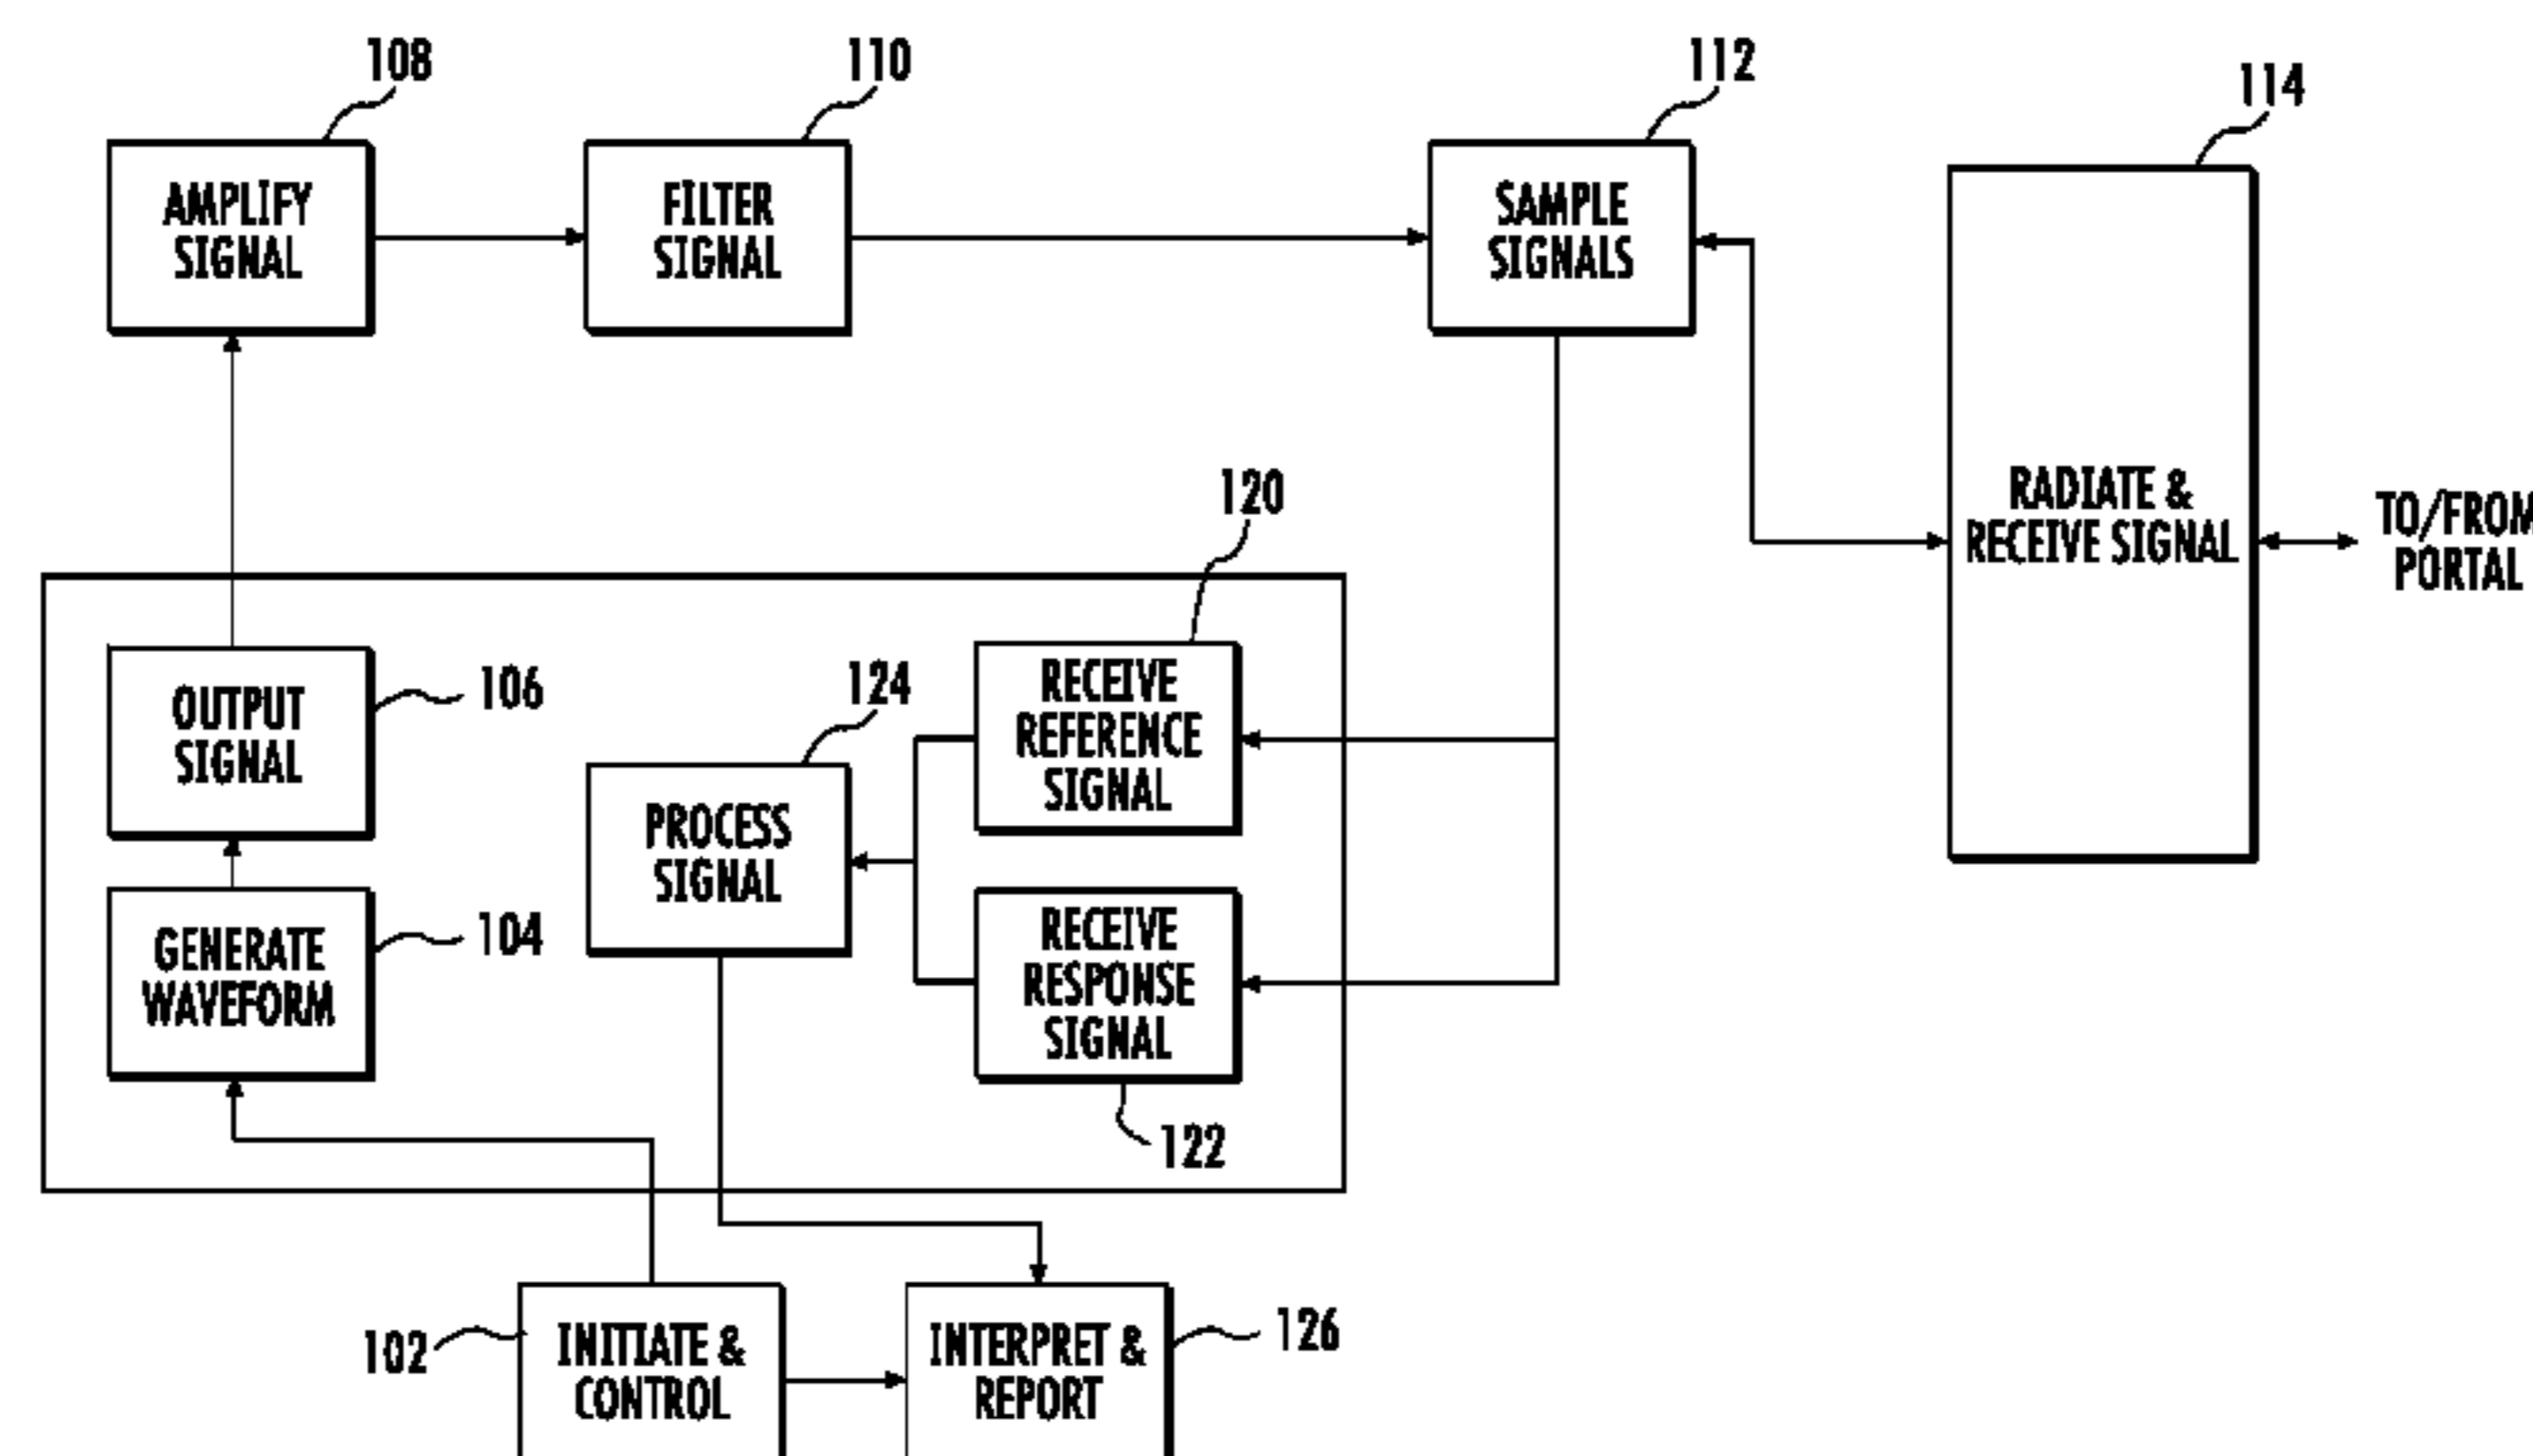 108
110
112
114
AMPLIFY
SIGNAL
FILTER
SIGNAL
SAMPLE
SIGNALS
RADIATE &
RECEIVE SIGNAL
TO/FROM
PORTAL
120
106
124
OUTPUT
SIGNAL
RECEIVE
REFERENCE
SIGNAL
PROCESS
SIGNAL
104
GENERATE
WAVEFORM
RECEIVE
RESPONSE
SIGNAL
122
102
INITIATE &
CONTROL
INTERPRET &
REPORT
126